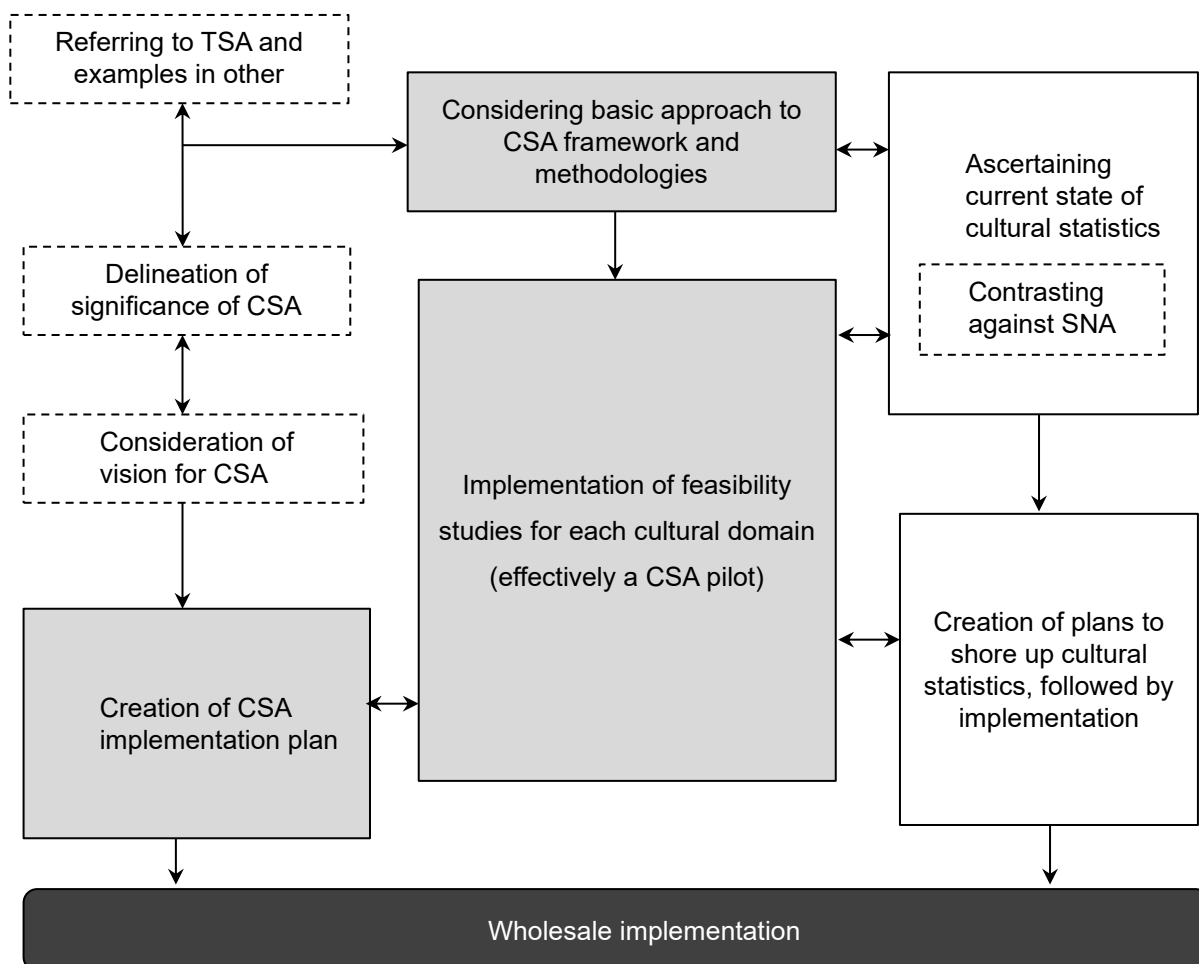 Referring to TSA and
examples in other
Considering basic approach to
CSA framework and
methodologies
Ascertaining
current state of
cultural statistics
Contrasting
against SNA
Delineation of
significance of CSA
Consideration of
vision for CSA
Implementation of feasibility
studies for each cultural domain
(effectively a CSA pilot)
Creation of CSA
implementation plan
Creation of plans to
shore up cultural
statistics, followed by
implementation
Wholesale implementation